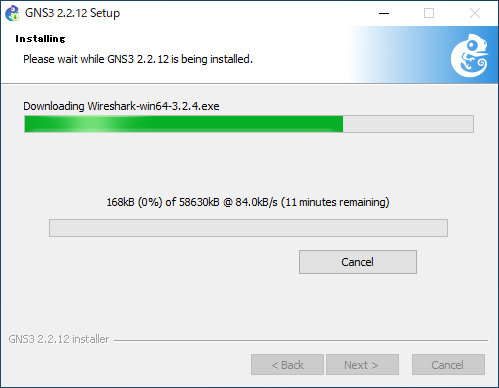 GNS3 2.2.12 Setup
Installing
Please wait while GNS3 2.2.12 is being installed.
Downloading Wireshark-win64-3.2.4.exe
168kB (0%) of 58630kB @ 84.0kB/s (11 minutes remaining)
Cancel
GNS3 2.2.12 installer
< Back
Next >
Cancel